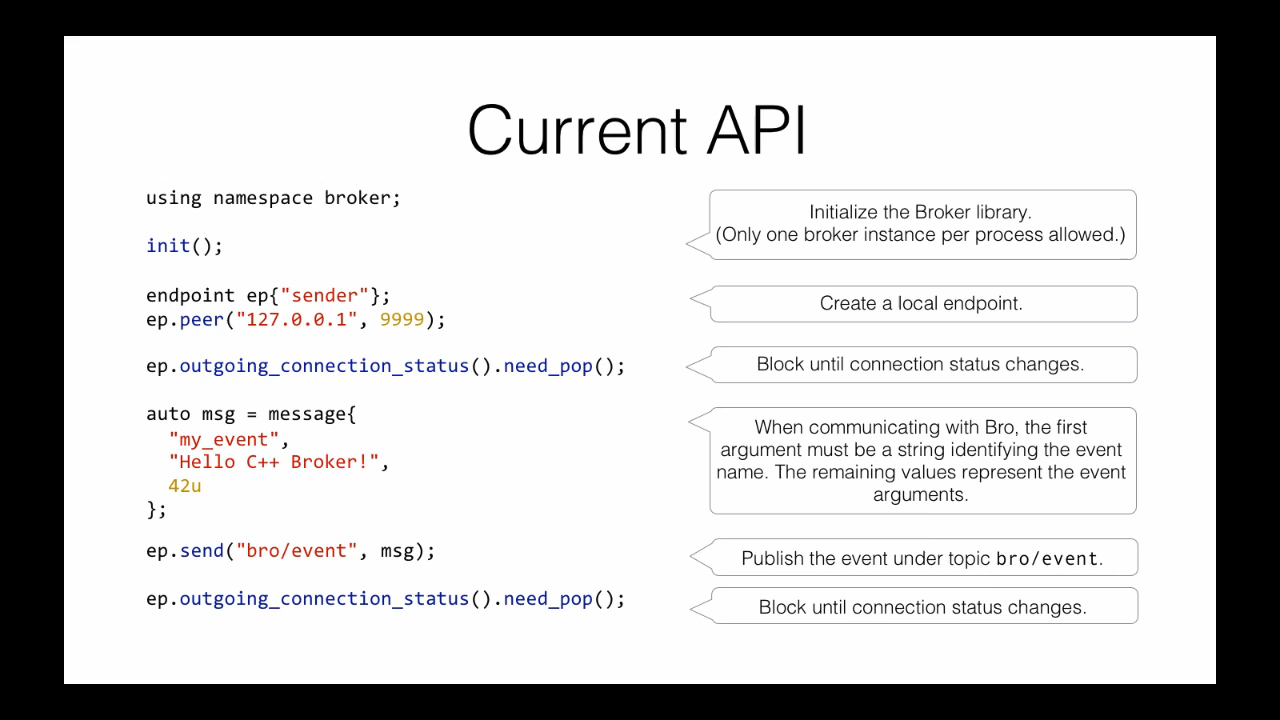 Current API
using namespace broker;
init();
endpoint ep{"sender"};
ep.peer("127.0.0.1", 9999);
ep.outgoing_connection_status().need_pop();
auto msg = message{
"my_event",
"Hello C++ Broker!",
42u
};
ep.send("bro/event", msg);
ep.outgoing_connection_status().need_pop();
Initialize the Broker library.
(Only one broker instance per process allowed.)
Create a local endpoint.
Block until connection status changes.
When communicating with Bro, the first
argument must be a string identifying the event
name. The remaining values represent the event
arguments.
Publish the event under topic bro/event.
Block until connection status changes.